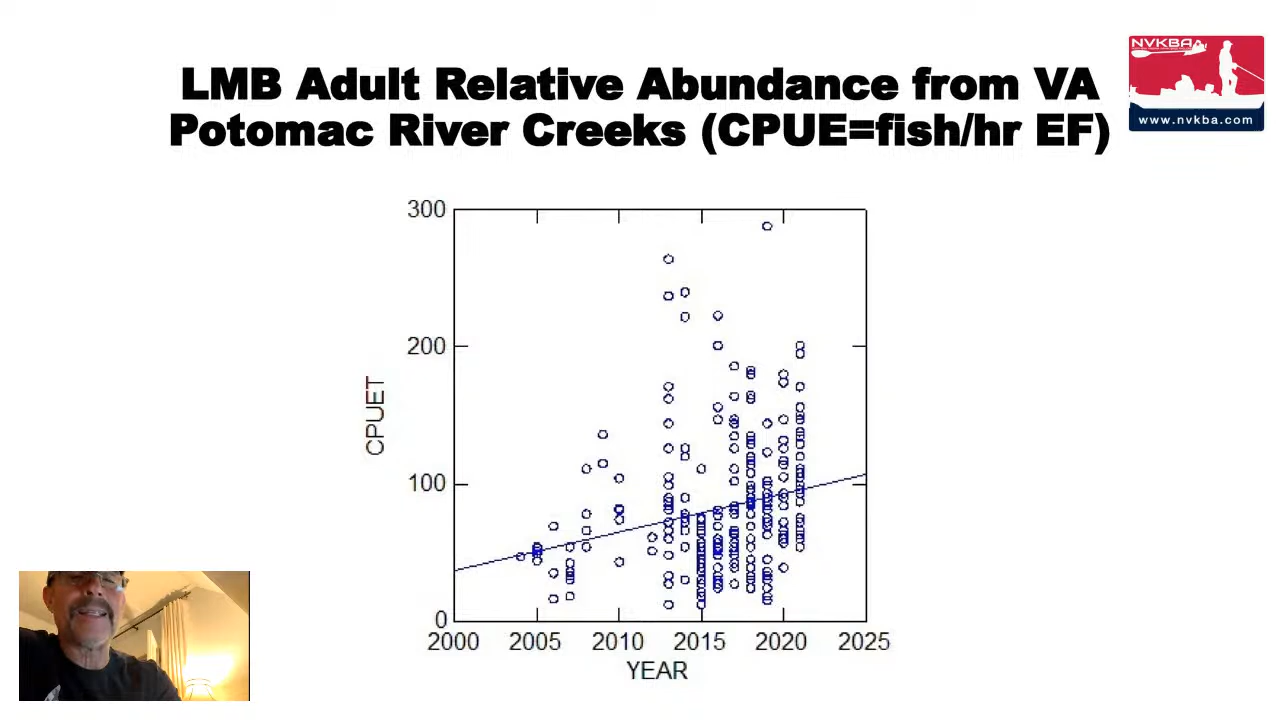 LMB Adult Relative Abundance from VA
Potomac River Creeks (CPUE=fish/hr EF)
NVKBA
www.nvkba.com
300
200
100
0
CPUET
2000 2005 2010 2015 2020 2025
YEAR